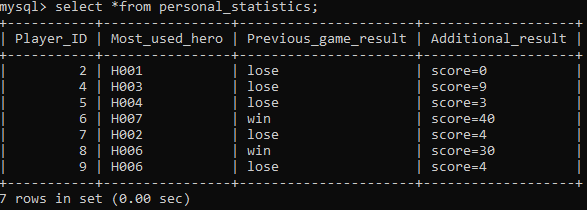 mysql> select *from personal_statistics;
+-----------+----------------+----------------------+-------------------+
| Player_ID | Most_used_hero | Previous_game_result | Additional_result |
+-----------+----------------+----------------------+-------------------+
|         2 | H001           | lose                 | score=0           |
|         4 | H003           | lose                 | score=9           |
|         5 | H004           | lose                 | score=3           |
|         6 | H007           | win                  | score=40          |
|         7 | H002           | lose                 | score=4           |
|         8 | H006           | win                  | score=30          |
|         9 | H006           | lose                 | score=4           |
+-----------+----------------+----------------------+-------------------+
7 rows in set (0.00 sec)